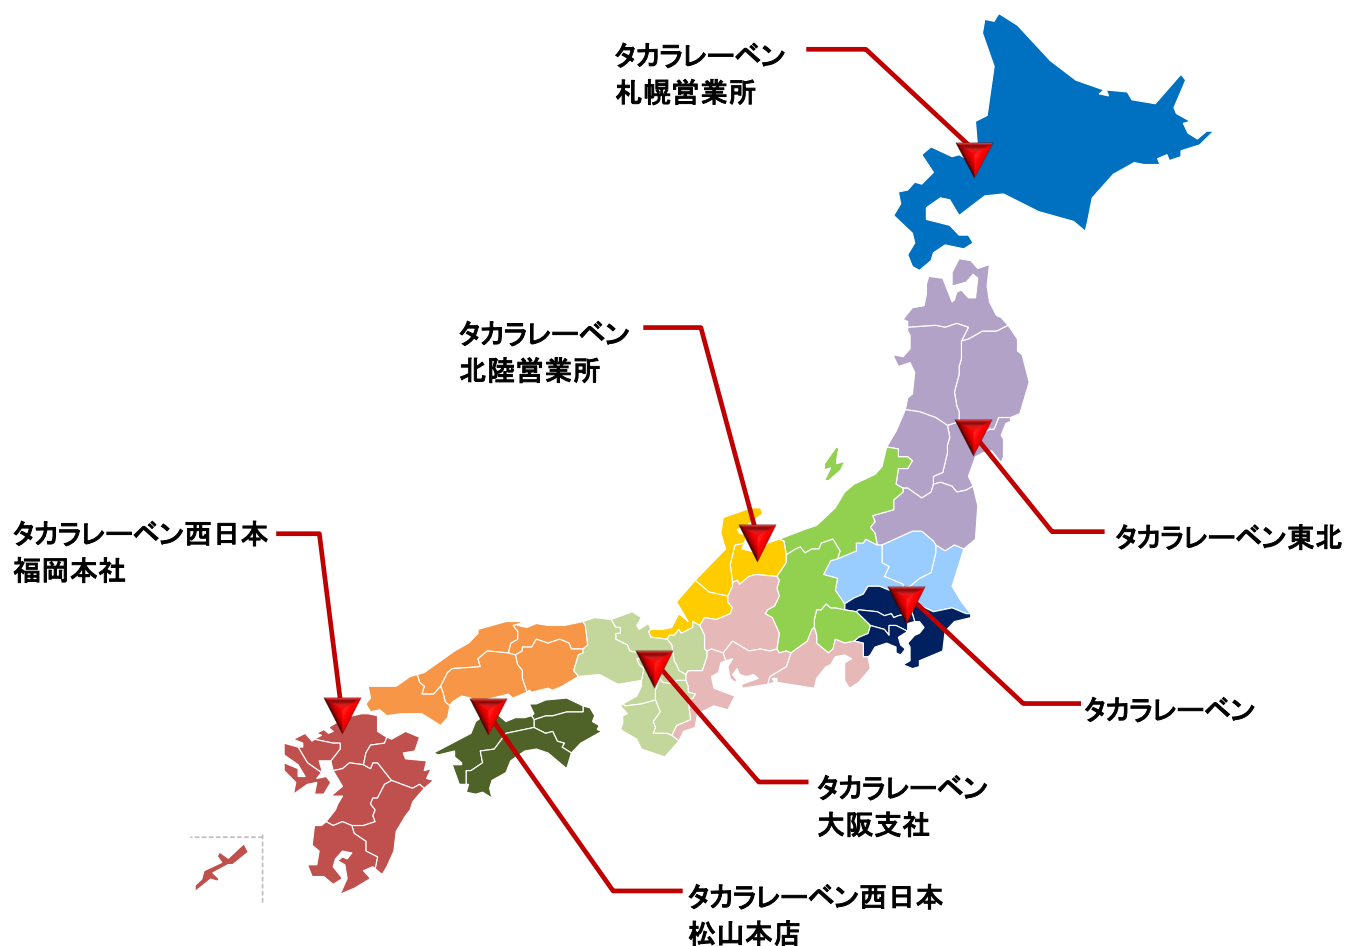 タカラレーベン
札幌営業所
タカラレーベン
北陸営業所
タカラレーベン西日本
福岡本社
タカラレーベン東北
タカラレーベン
タカラレーベン
大阪支社
タカラレーベン西日本
松山本店